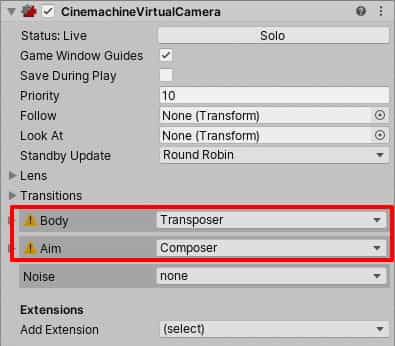 CinemachineVirtualCamera
Status: Live Solo
Game Window Guides
Save During Play
Priority 10
Follow None (Transform)
Look At None (Transform)
Standby Update Round Robin
Lens
Transitions
Body Transposer
Aim Composer
Noise none
Extensions
Add Extension (select)